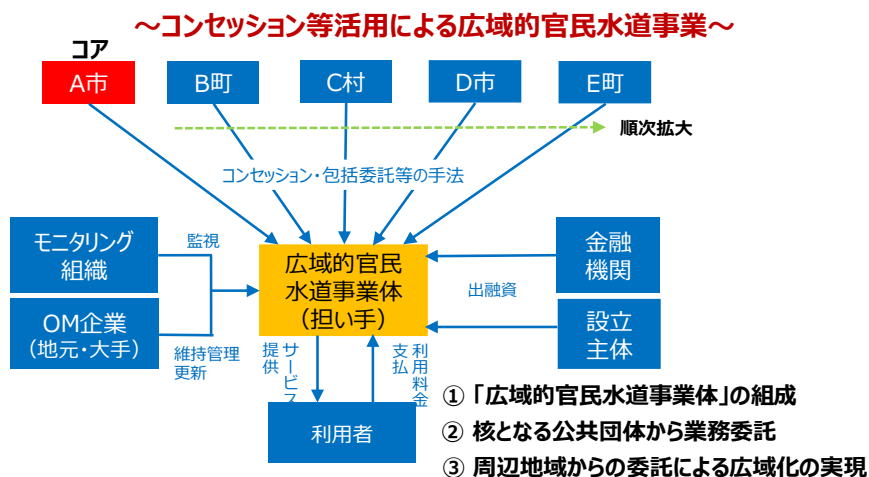 ～コンセッション等活用による広域的官民水道事業～
コア
A市
B町
C村
D市
E町
順次拡大
コンセッション・包括委託等の手法
モニタリング
組織
監視
OM企業
（地元・大手）
維持管理
更新
広域的官民
水道事業体
（担い手）
金融
機関
出融資
設立
主体
サービス
提供
利用料金
支払
利用者
① 「広域的官民水道事業体」の組成
② 核となる公共団体から業務委託
③ 周辺地域からの委託による広域化の実現